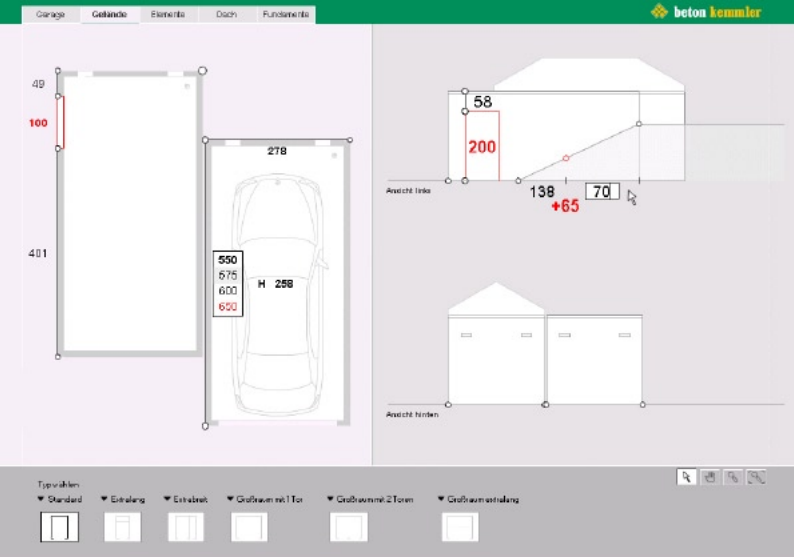 Garage Gelände Elemente Dach Fundamente
beton kemmler
49
100
401
278
550
575
600
650
H 258
58
200
138 70
+65
Ansicht links
Ansicht hinten
Typ wählen
Standard Extralang Extrabreit Großraum mit 1 Tor Großraum mit 2 Toren Großraum extralang